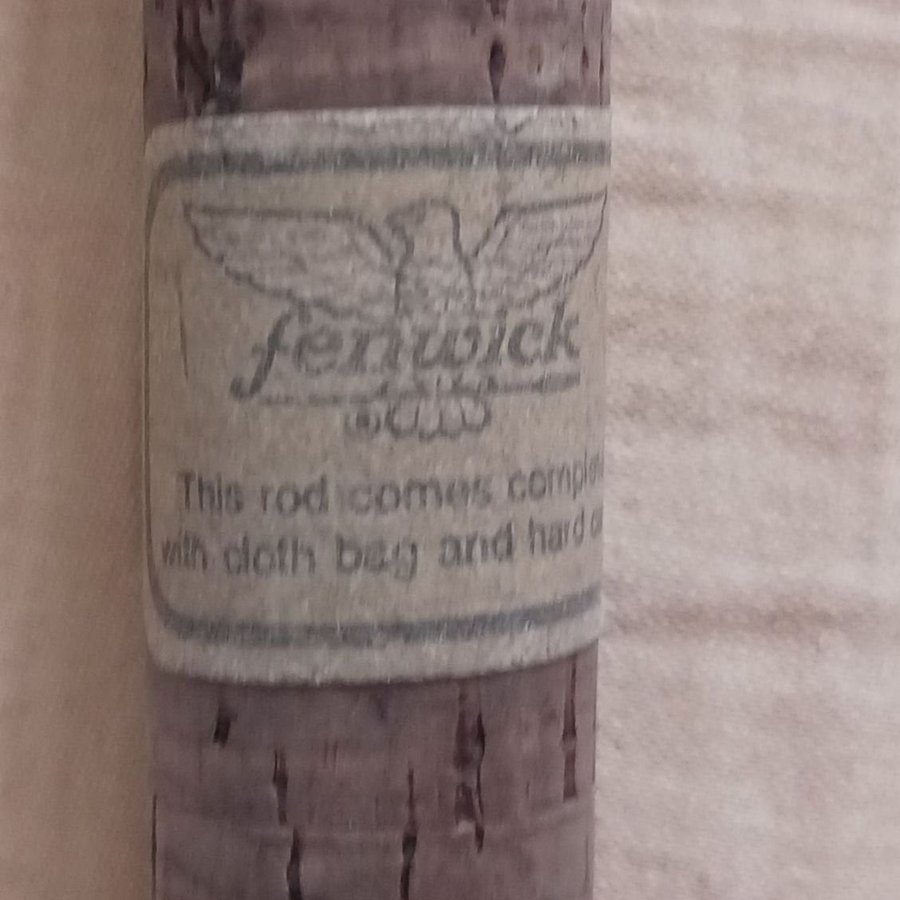 fenwick
This rod comes comple
with cloth bag and hard